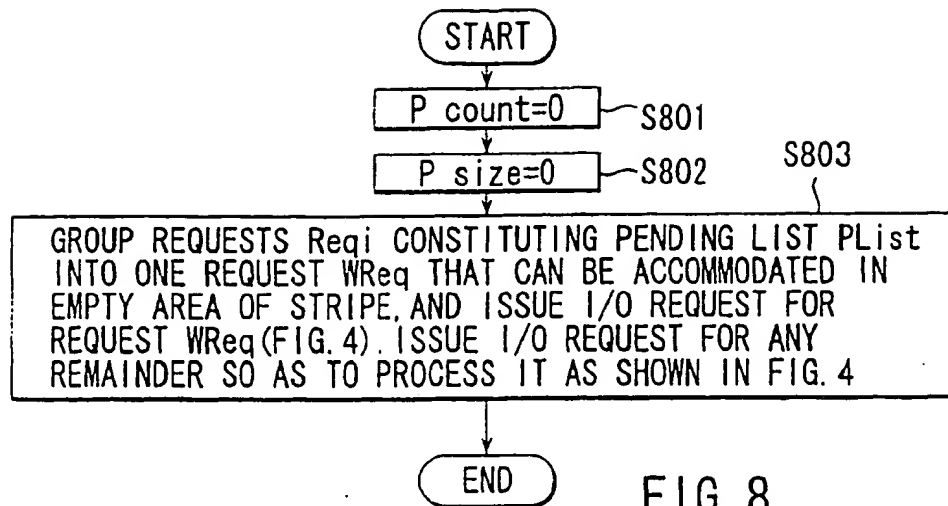 START
P count=0
S801
P size=0
S802
S803
GROUP REQUESTS Reqi CONSTITUTING PENDING LIST PList
INTO ONE REQUEST WReq THAT CAN BE ACCOMMODATED IN
EMPTY AREA OF STRIPE, AND ISSUE I/O REQUEST FOR
REQUEST WReq(FIG. 4). ISSUE I/O REQUEST FOR ANY
REMAINDER SO AS TO PROCESS IT AS SHOWN IN FIG. 4
END
FIG. 8